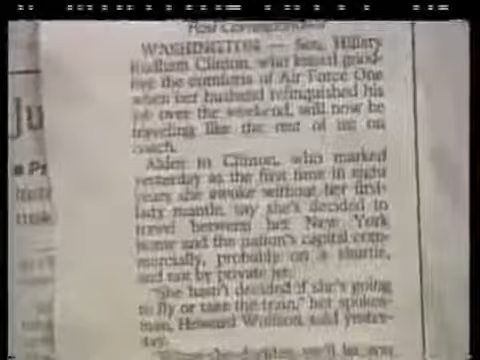 Post Correspondent
WASHINGTON — Sen. Hillary
Rodham Clinton, who kissed good-
bye the comforts of Air Force One
when her husband relinquished his
job over the weekend, will now be
traveling like the rest of us on
coach.
Aides to Clinton, who marked
yesterday as the first time in eight
years she awoke without her first-
lady mantle, say she's decided to
travel between her New York
home and the nation's capital com-
mercially, probably on a shuttle,
and not by private jet.
"She hasn't decided if she's going
to fly or take the train," her spokes-
man, Howard Wolfson, said yester-
day.
Ju